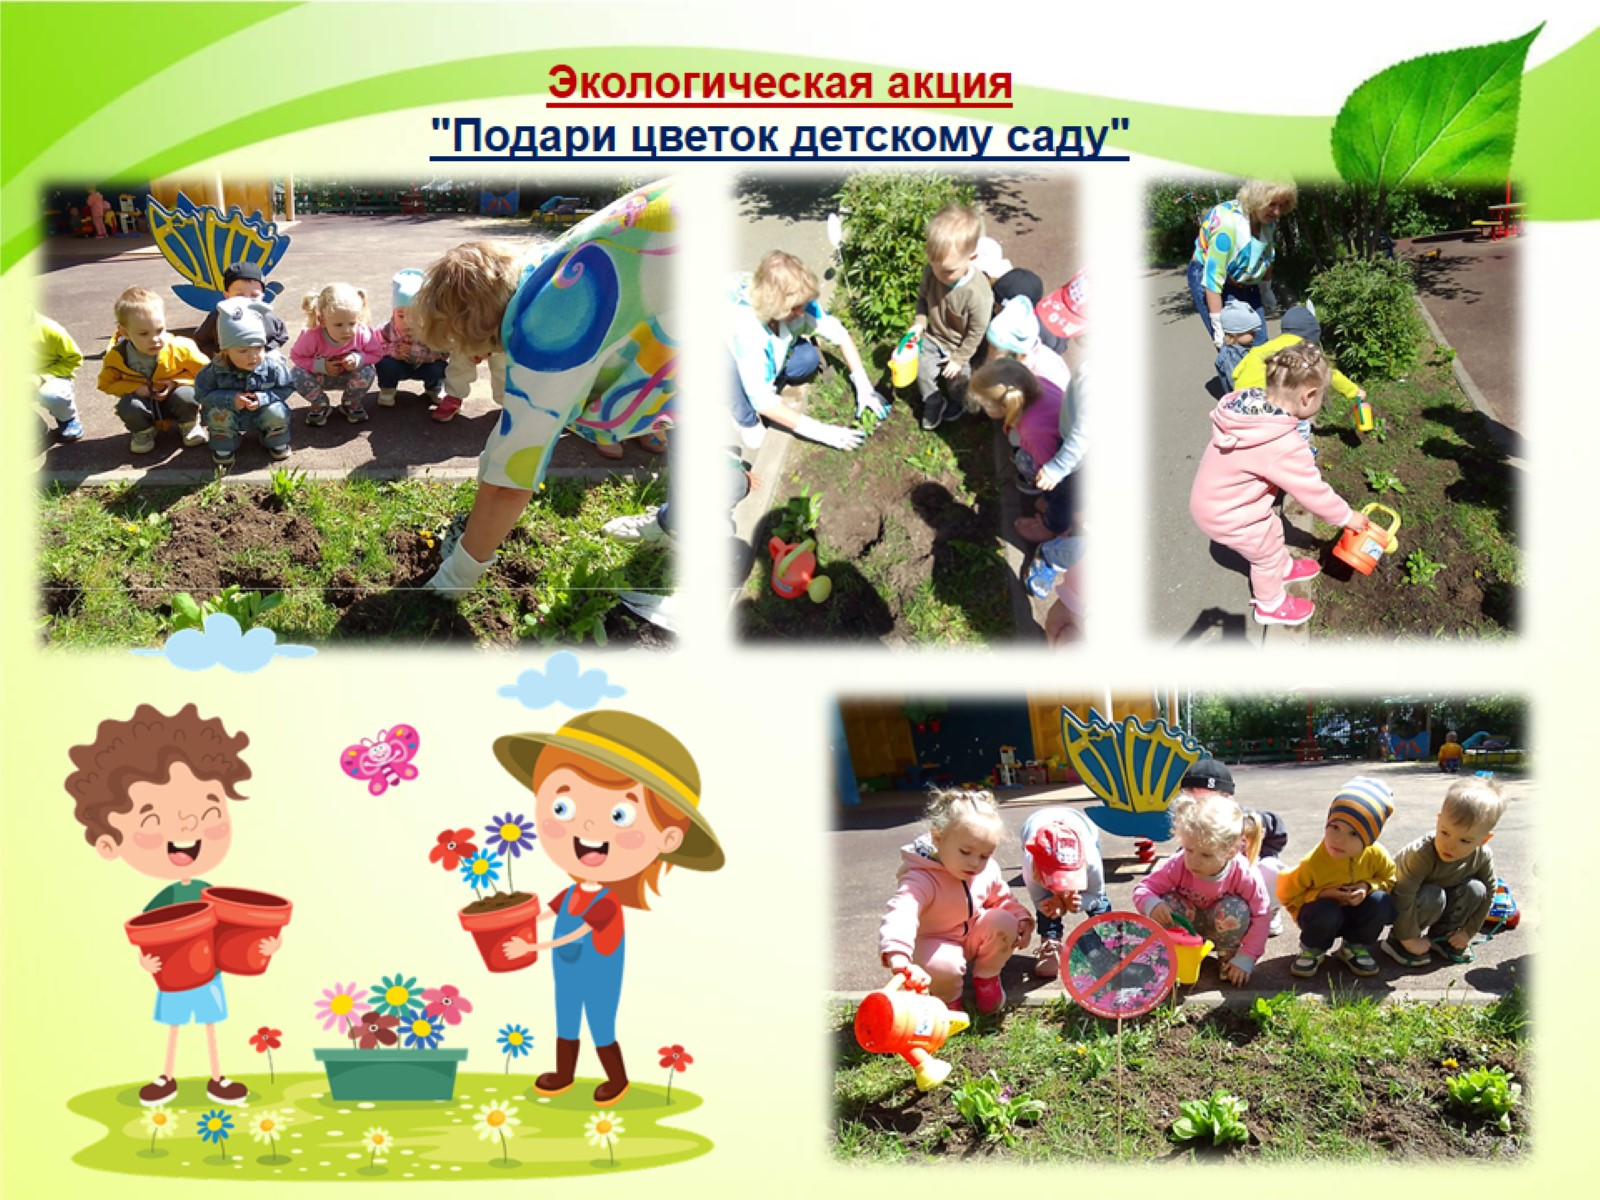 Экологическая акция
"Подари цветок детскому саду"